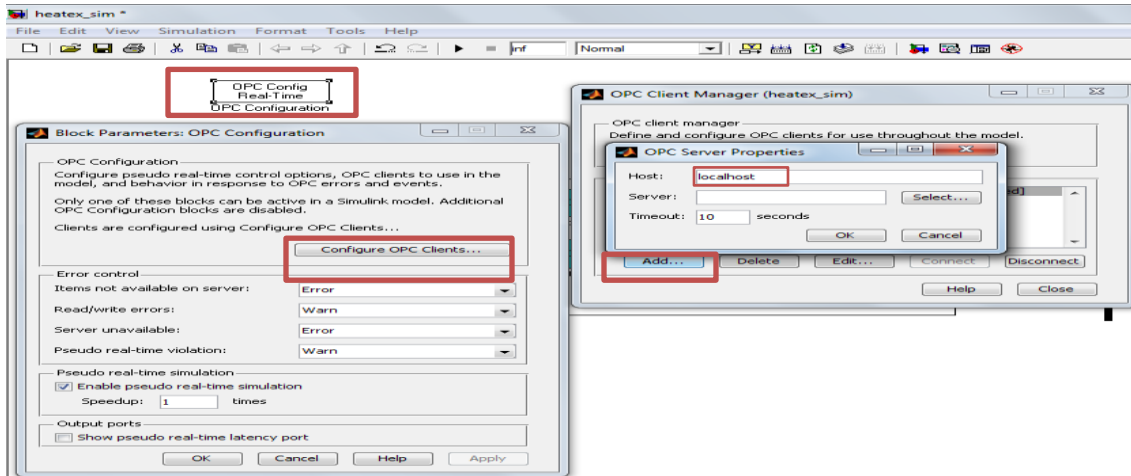 heatex_sim *
File Edit View Simulation Format Tools Help
inf Normal
OPC Config
Real-Time
OPC Configuration
Block Parameters: OPC Configuration
OPC Configuration
Configure pseudo real-time control options, OPC clients to use in the
model, and behavior in response to OPC errors and events.
Only one of these blocks can be active in a Simulink model. Additional
OPC Configuration blocks are disabled.
Clients are configured using Configure OPC Clients...
Configure OPC Clients...
Error control
Items not available on server: Error
Read/write errors: Warn
Server unavailable: Error
Pseudo real-time violation: Warn
Pseudo real-time simulation
Enable pseudo real-time simulation
Speedup: 1 times
Output ports
Show pseudo real-time latency port
OK Cancel Help Apply
OPC Client Manager (heatex_sim)
OPC client manager
Define and configure OPC clients for use throughout the model.
OPC Server Properties
Host: localhost
Server: Select...
Timeout: 10 seconds
OK Cancel
Add... Delete Edit... Connect Disconnect
Help Close